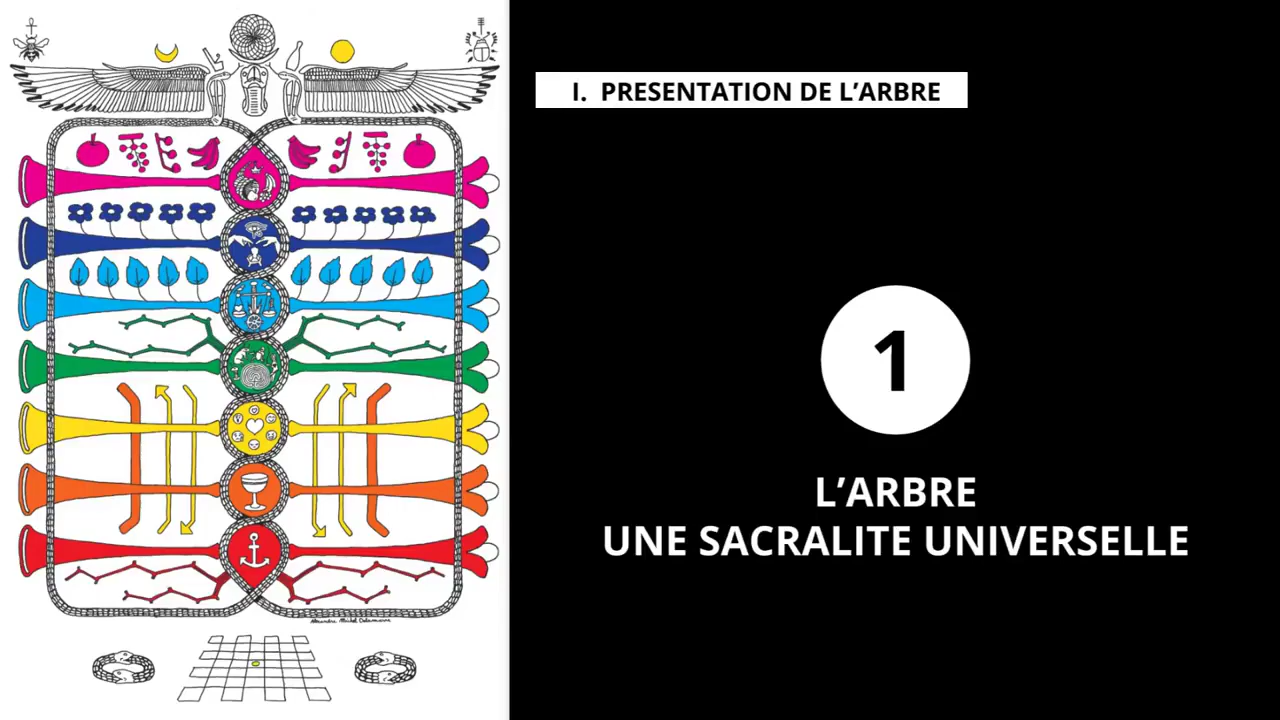 I. PRESENTATION DE L’ARBRE
1
L’ARBRE
UNE SACRALITE UNIVERSELLE